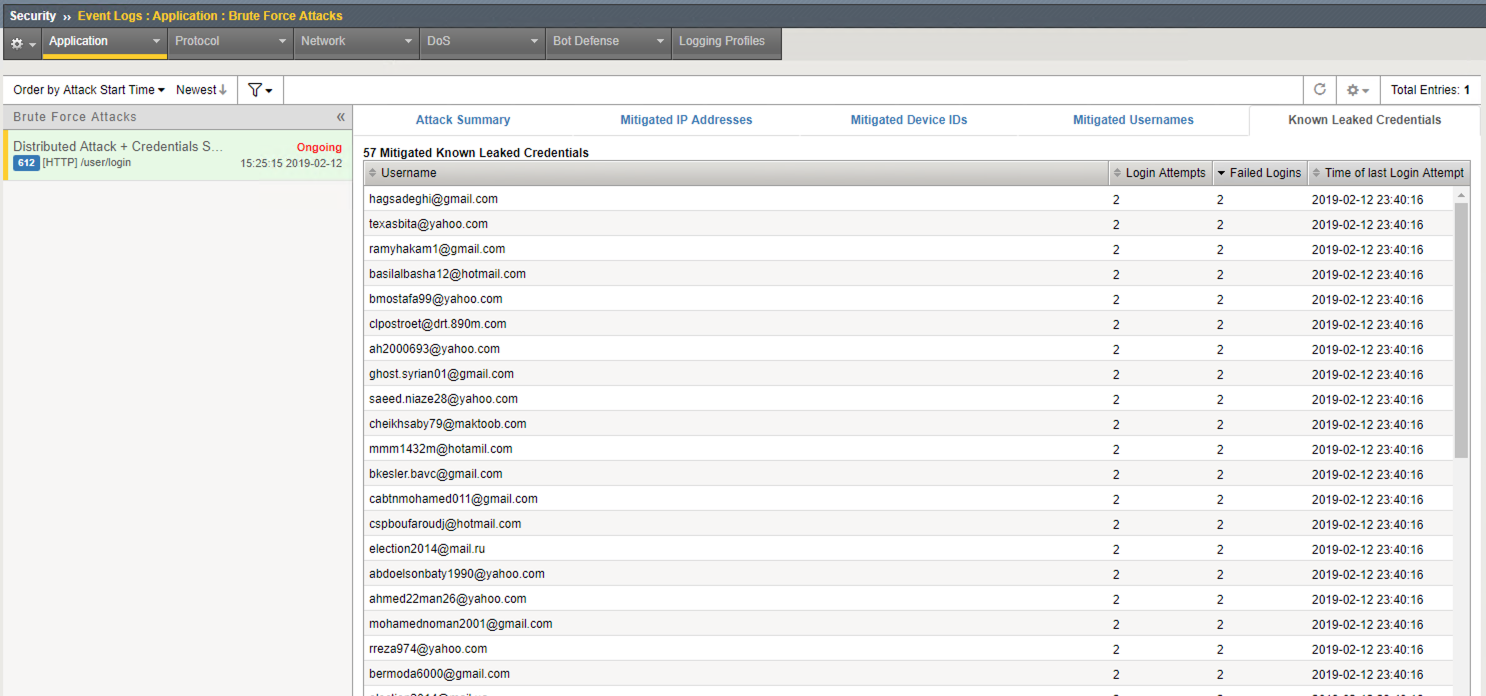 Security » Event Logs : Application : Brute Force Attacks
Application Protocol Network DoS Bot Defense Logging Profiles
Order by Attack Start Time Newest Total Entries: 1
Brute Force Attacks «
Attack Summary Mitigated IP Addresses Mitigated Device IDs Mitigated Usernames Known Leaked Credentials
Distributed Attack + Credentials S... Ongoing
612 [HTTP] /user/login 15:25:15 2019-02-12
57 Mitigated Known Leaked Credentials
Username Login Attempts Failed Logins Time of last Login Attempt
hagsadeghi@gmail.com 2 2 2019-02-12 23:40:16
texasbita@yahoo.com 2 2 2019-02-12 23:40:16
ramyhakam1@gmail.com 2 2 2019-02-12 23:40:16
basilalbasha12@hotmail.com 2 2 2019-02-12 23:40:16
bmostafa99@yahoo.com 2 2 2019-02-12 23:40:16
clpostroet@drt.890m.com 2 2 2019-02-12 23:40:16
ah2000693@yahoo.com 2 2 2019-02-12 23:40:16
ghost.syrian01@gmail.com 2 2 2019-02-12 23:40:16
saeed.niaze28@yahoo.com 2 2 2019-02-12 23:40:16
cheikhsaby79@maktoob.com 2 2 2019-02-12 23:40:16
mmm1432m@hotamil.com 2 2 2019-02-12 23:40:16
bkesler.bavc@gmail.com 2 2 2019-02-12 23:40:16
cabtnmohamed011@gmail.com 2 2 2019-02-12 23:40:16
cspboufaroudj@hotmail.com 2 2 2019-02-12 23:40:16
election2014@mail.ru 2 2 2019-02-12 23:40:16
abdoelsonbaty1990@yahoo.com 2 2 2019-02-12 23:40:16
ahmed22man26@yahoo.com 2 2 2019-02-12 23:40:16
mohamednoman2001@gmail.com 2 2 2019-02-12 23:40:16
rreza974@yahoo.com 2 2 2019-02-12 23:40:16
bermoda6000@gmail.com 2 2 2019-02-12 23:40:16